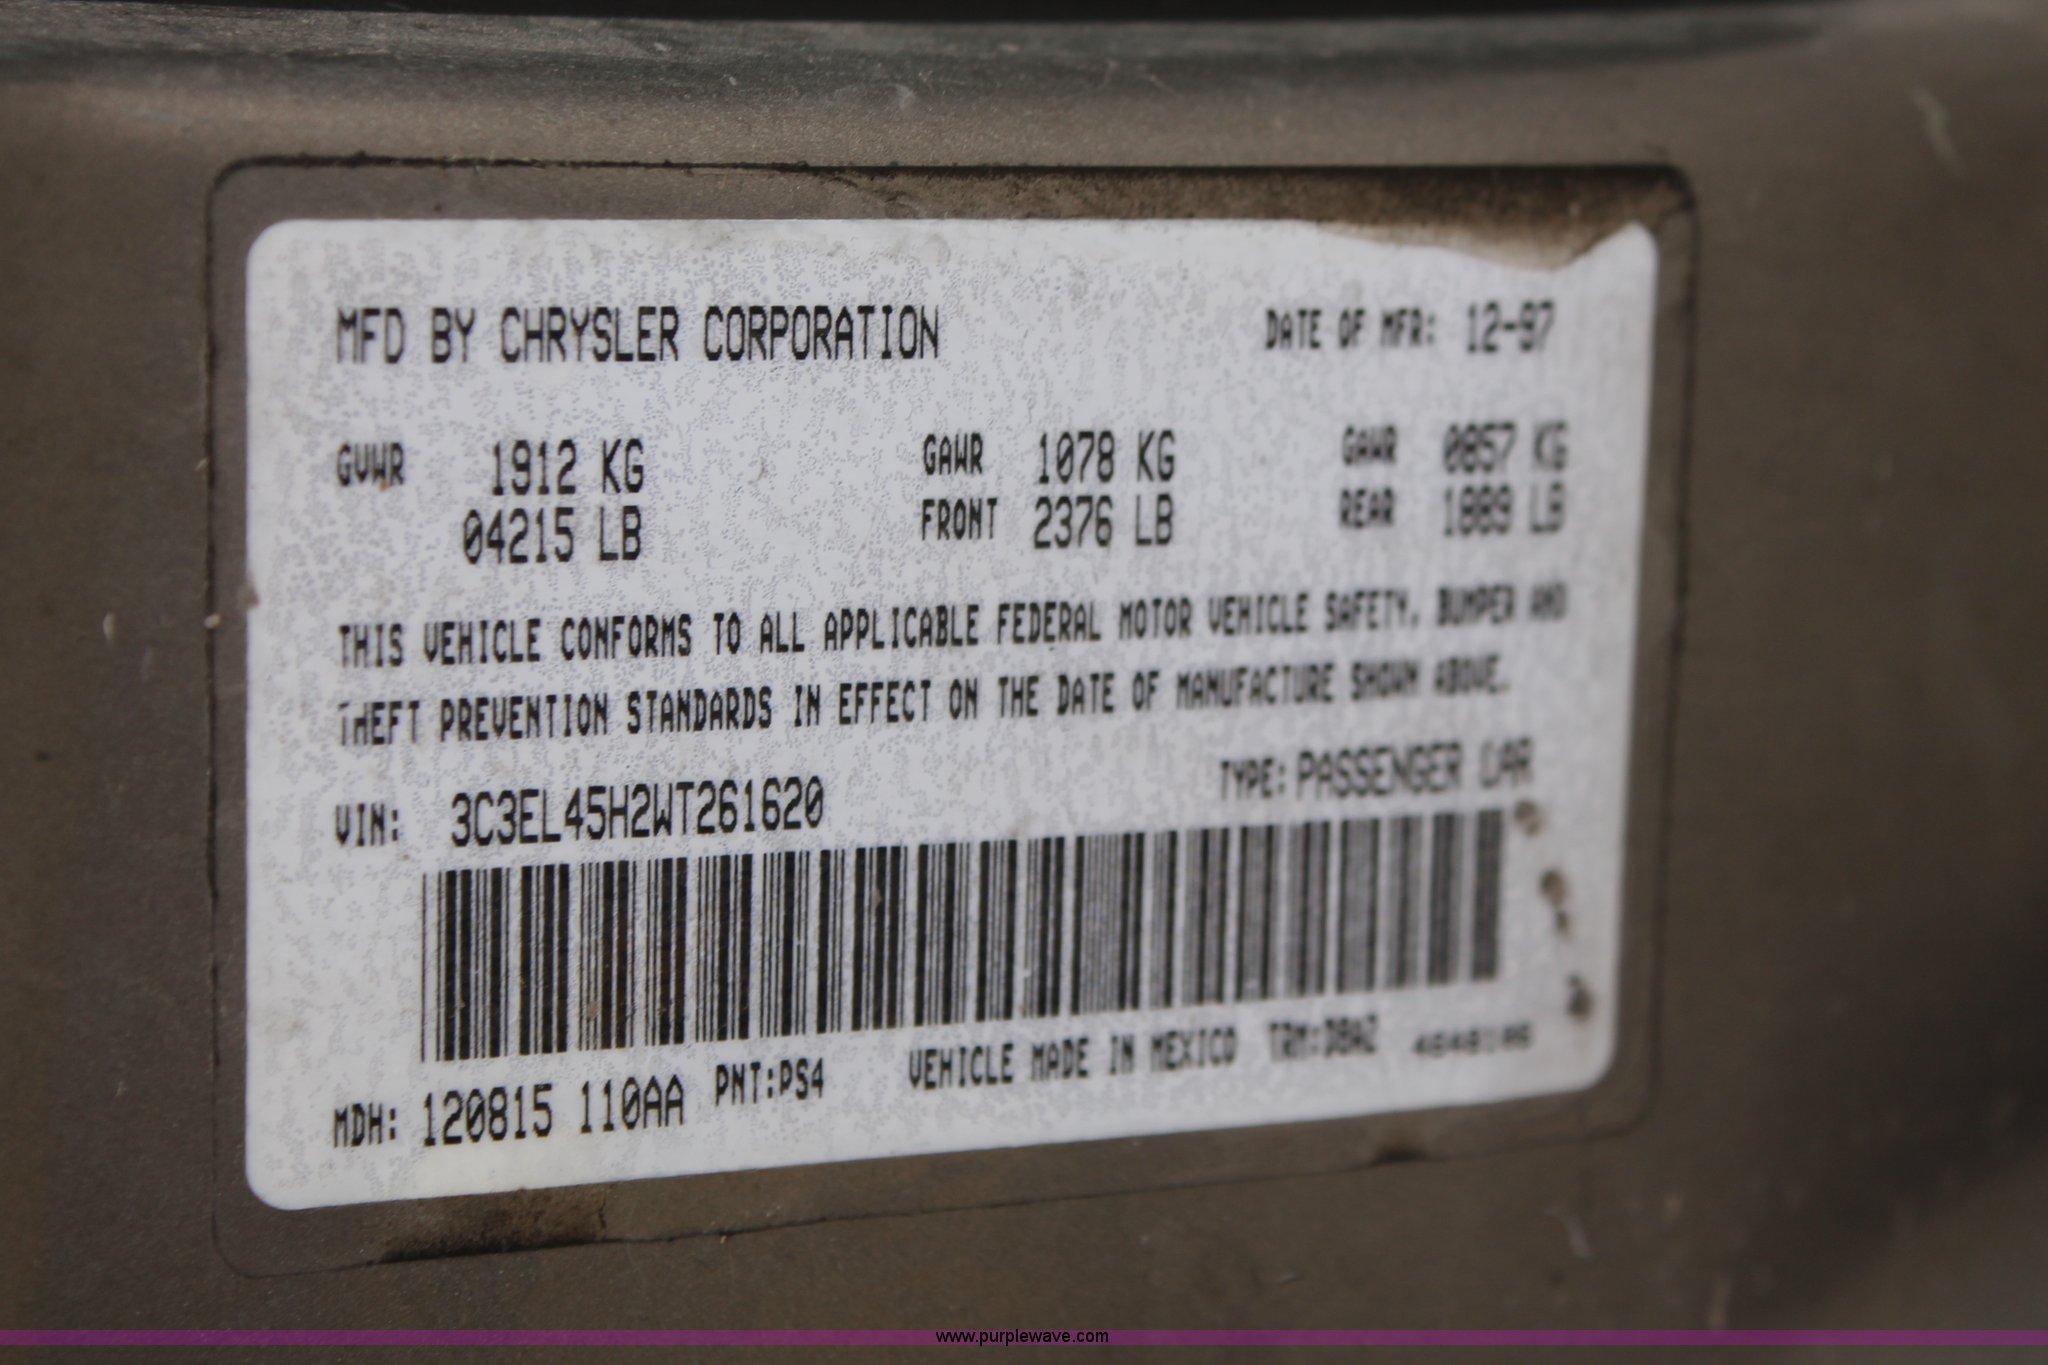 MFD BY CHRYSLER CORPORATION DATE OF MFR: 12-97
GVWR 1912 KG GAWR 1078 KG GAWR 0857 KG
04215 LB FRONT 2376 LB REAR 1889 LB
THIS VEHICLE CONFORMS TO ALL APPLICABLE FEDERAL MOTOR VEHICLE SAFETY, BUMPER AND
THEFT PREVENTION STANDARDS IN EFFECT ON THE DATE OF MANUFACTURE SHOWN ABOVE.
VIN: 3C3EL45H2WT261620 TYPE: PASSENGER CAR
MDH: 120815 110AA PNT:PS4 VEHICLE MADE IN MEXICO TRM:DBAZ
www.purplewave.com